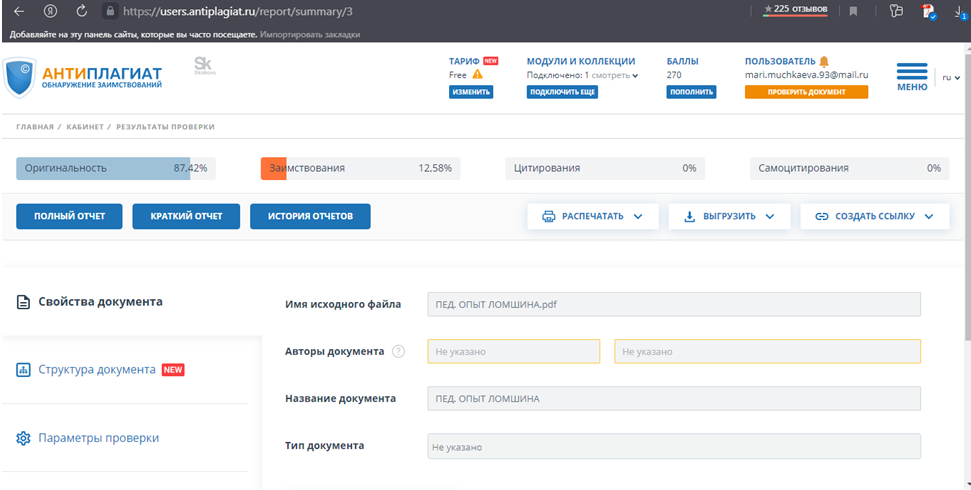 https://users.antiplagiat.ru/report/summary/3
225 отзывов
Добавляйте на эту панель сайты, которые вы часто посещаете. Импортировать закладки
АНТИПЛАГИАТ
ОБНАРУЖЕНИЕ ЗАИМСТВОВАНИЙ
Sk
ТАРИФ NEW
Free
ИЗМЕНИТЬ
МОДУЛИ И КОЛЛЕКЦИИ
Подключено: 1 смотреть
ПОДКЛЮЧИТЬ ЕЩЕ
БАЛЛЫ
270
ПОПОЛНИТЬ
ПОЛЬЗОВАТЕЛЬ
mari.muchkaeva.93@mail.ru
ПРОВЕРИТЬ ДОКУМЕНТ
МЕНЮ
ru
ГЛАВНАЯ / КАБИНЕТ / РЕЗУЛЬТАТЫ ПРОВЕРКИ
Оригинальность 87,42%
Заимствования 12,58%
Цитирования 0%
Самоцитирования 0%
ПОЛНЫЙ ОТЧЕТ
КРАТКИЙ ОТЧЕТ
ИСТОРИЯ ОТЧЕТОВ
РАСПЕЧАТАТЬ
ВЫГРУЗИТЬ
СОЗДАТЬ ССЫЛКУ
Свойства документа
Структура документа NEW
Параметры проверки
Имя исходного файла ПЕД. ОПЫТ ЛОМШИНА.pdf
Авторы документа ? Не указано Не указано
Название документа ПЕД. ОПЫТ ЛОМШИНА
Тип документа Не указано